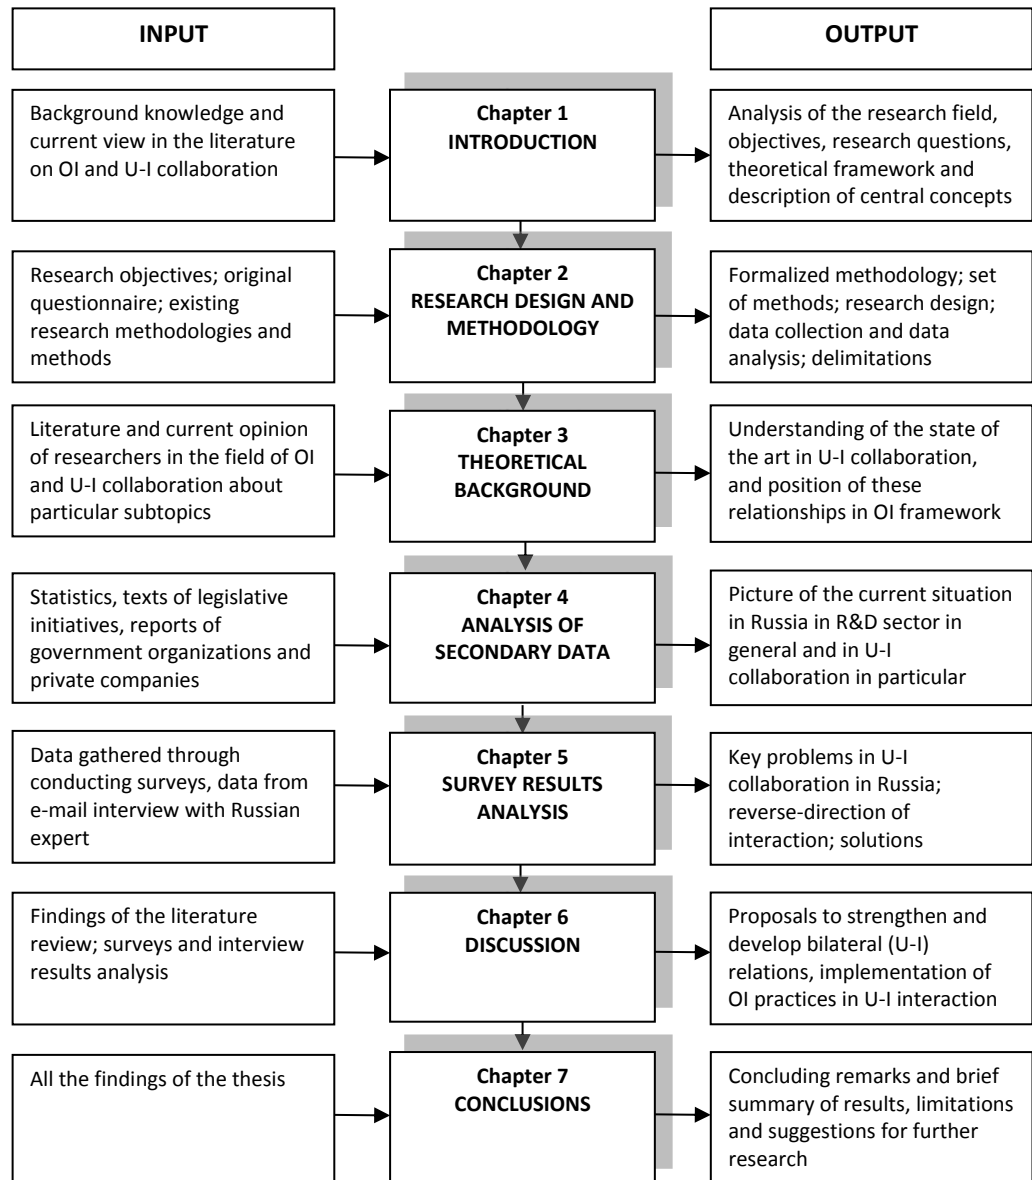 INPUT
OUTPUT
Background knowledge and
current view in the literature
on OI and U-I collaboration
Chapter 1
INTRODUCTION
Analysis of the research field,
objectives, research questions,
theoretical framework and
description of central concepts
Research objectives; original
questionnaire; existing
research methodologies and
methods
Chapter 2
RESEARCH DESIGN AND
METHODOLOGY
Formalized methodology; set
of methods; research design;
data collection and data
analysis; delimitations
Literature and current opinion
of researchers in the field of OI
and U-I collaboration about
particular subtopics
Chapter 3
THEORETICAL
BACKGROUND
Understanding of the state of
the art in U-I collaboration,
and position of these
relationships in OI framework
Statistics, texts of legislative
initiatives, reports of
government organizations and
private companies
Chapter 4
ANALYSIS OF
SECONDARY DATA
Picture of the current situation
in Russia in R&D sector in
general and in U-I
collaboration in particular
Data gathered through
conducting surveys, data from
e-mail interview with Russian
expert
Chapter 5
SURVEY RESULTS
ANALYSIS
Key problems in U-I
collaboration in Russia;
reverse-direction of
interaction; solutions
Findings of the literature
review; surveys and interview
results analysis
Chapter 6
DISCUSSION
Proposals to strengthen and
develop bilateral (U-I)
relations, implementation of
OI practices in U-I interaction
All the findings of the thesis
Chapter 7
CONCLUSIONS
Concluding remarks and brief
summary of results, limitations
and suggestions for further
research